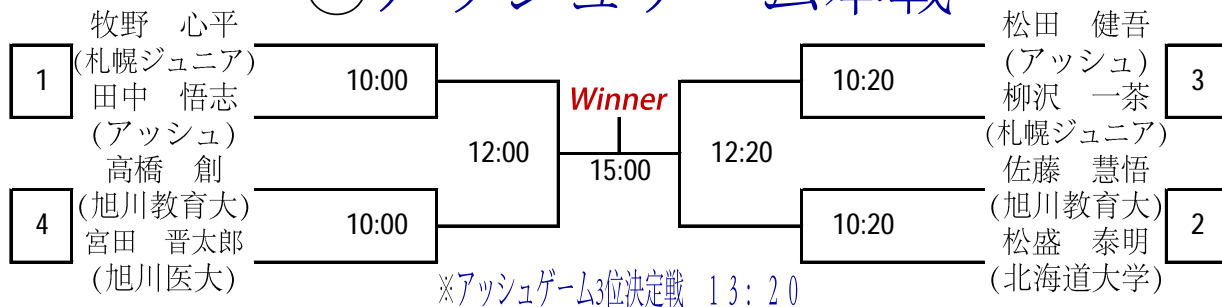 牧野 心平
(札幌ジュニア)
1
10:00
田中 悟志
(アッシュ)
高橋 創
(旭川教育大)
4
10:00
宮田 晋太郎
(旭川医大)
12:00
Winner
15:00
12:20
松田 健吾
(アッシュ)
10:20
3
柳沢 一茶
(札幌ジュニア)
佐藤 慧悟
(旭川教育大)
10:20
2
松盛 泰明
(北海道大学)
※アッシュゲーム3位決定戦 13:20